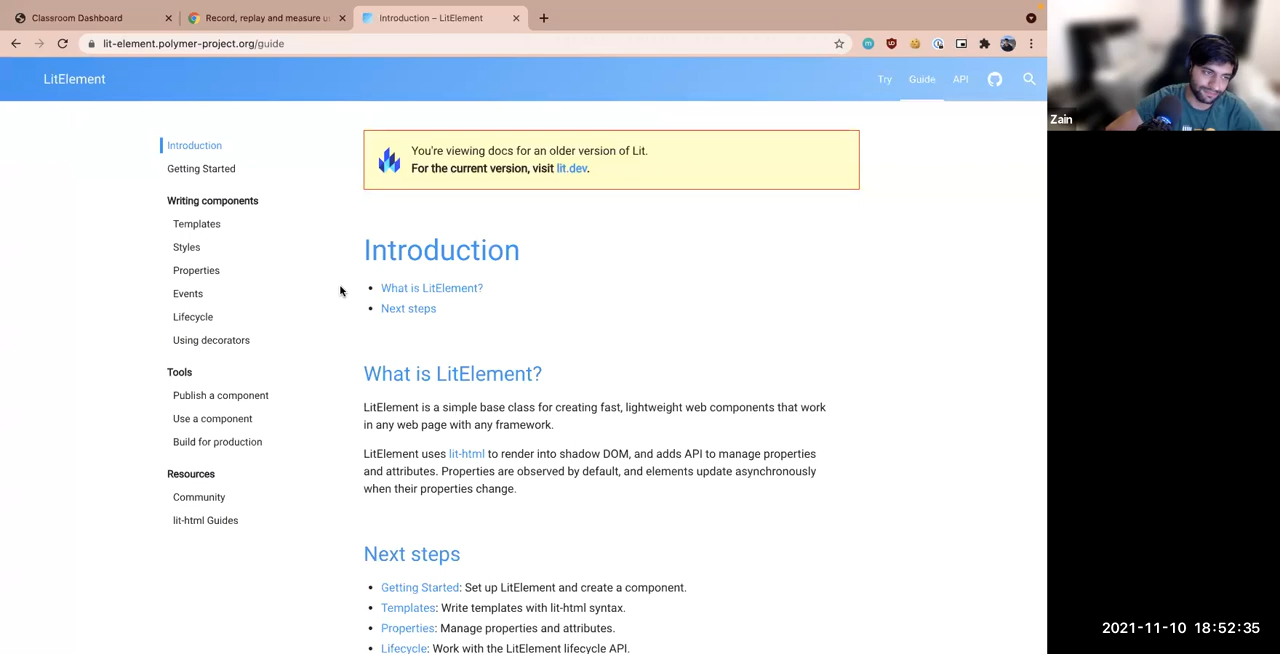 Classroom Dashboard
Record, replay and measure u
Introduction – LitElement
lit-element.polymer-project.org/guide
LitElement
Try
Guide
API
Zain
Introduction
Getting Started
Writing components
Templates
Styles
Properties
Events
Lifecycle
Using decorators
Tools
Publish a component
Use a component
Build for production
Resources
Community
lit-html Guides
You're viewing docs for an older version of Lit.
For the current version, visit lit.dev.
Introduction
What is LitElement?
Next steps
What is LitElement?
LitElement is a simple base class for creating fast, lightweight web components that work
in any web page with any framework.
LitElement uses lit-html to render into shadow DOM, and adds API to manage properties
and attributes. Properties are observed by default, and elements update asynchronously
when their properties change.
Next steps
Getting Started: Set up LitElement and create a component.
Templates: Write templates with lit-html syntax.
Properties: Manage properties and attributes.
Lifecycle: Work with the LitElement lifecycle API.
2021-11-10 18:52:35